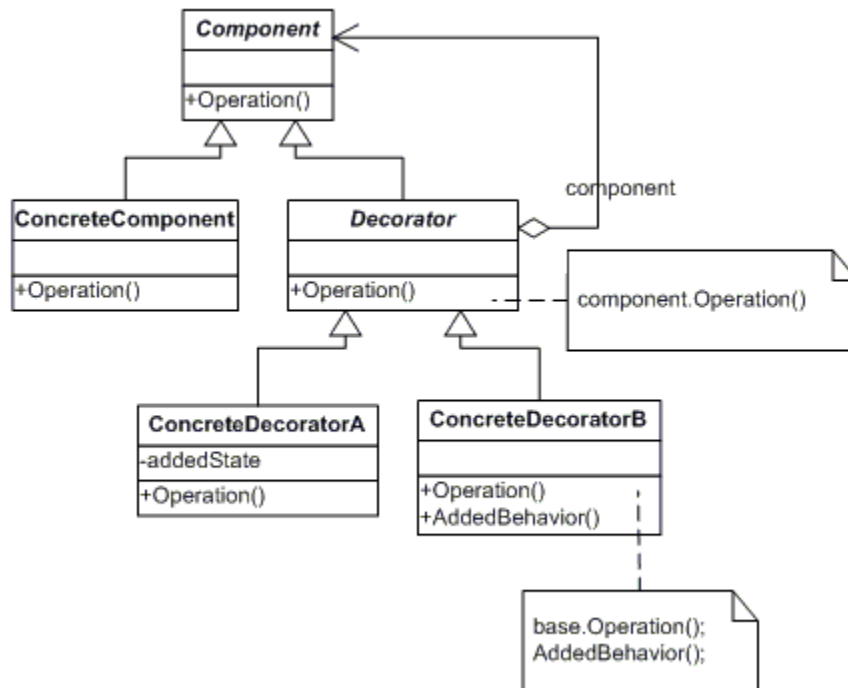 Component
+Operation()
component
ConcreteComponent
+Operation()
Decorator
+Operation()
component.Operation()
ConcreteDecoratorA
-addedState
+Operation()
ConcreteDecoratorB
+Operation()
+AddedBehavior()
base.Operation();
AddedBehavior();